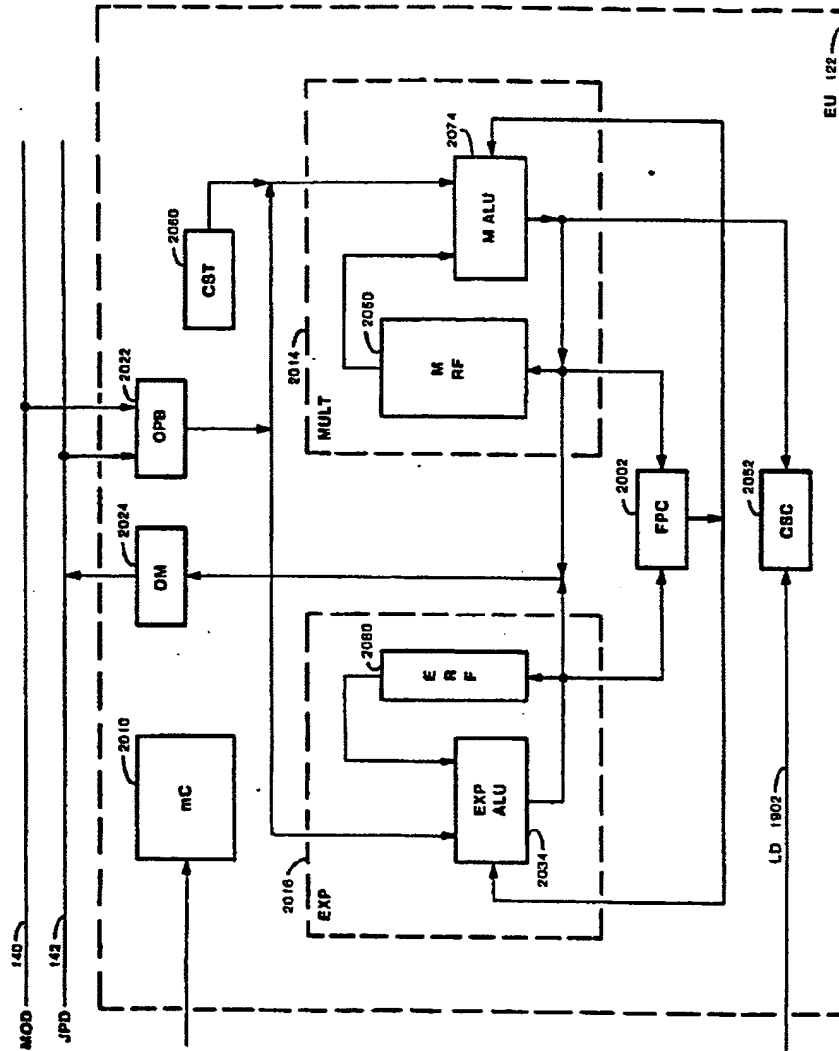 MOD
140
JPD
142
2010
mC
2024
OM
2022
OPB
2060
CST
2016
EXP
EXP
ALU
2034
2080
E
R
F
2014
MULT
M
RF
2050
M ALU
2074
2002
FPC
2052
CSC
LD 1902
EU 122